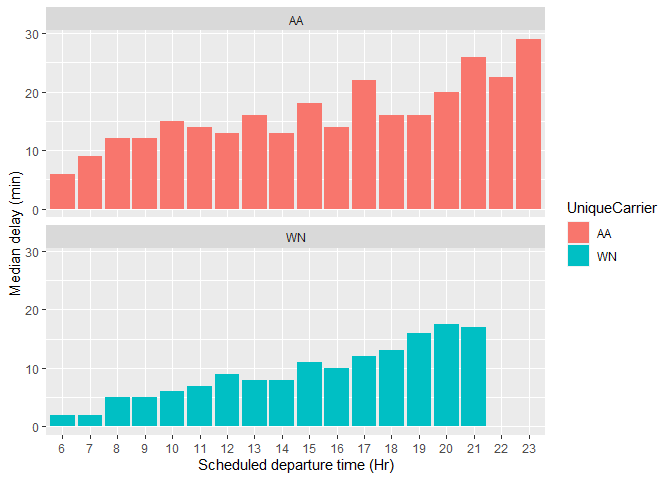 AA
30
20
10
0
WN
30
20
10
0
6 7 8 9 10 11 12 13 14 15 16 17 18 19 20 21 22 23
Scheduled departure time (Hr)
Median delay (min)
UniqueCarrier
AA
WN